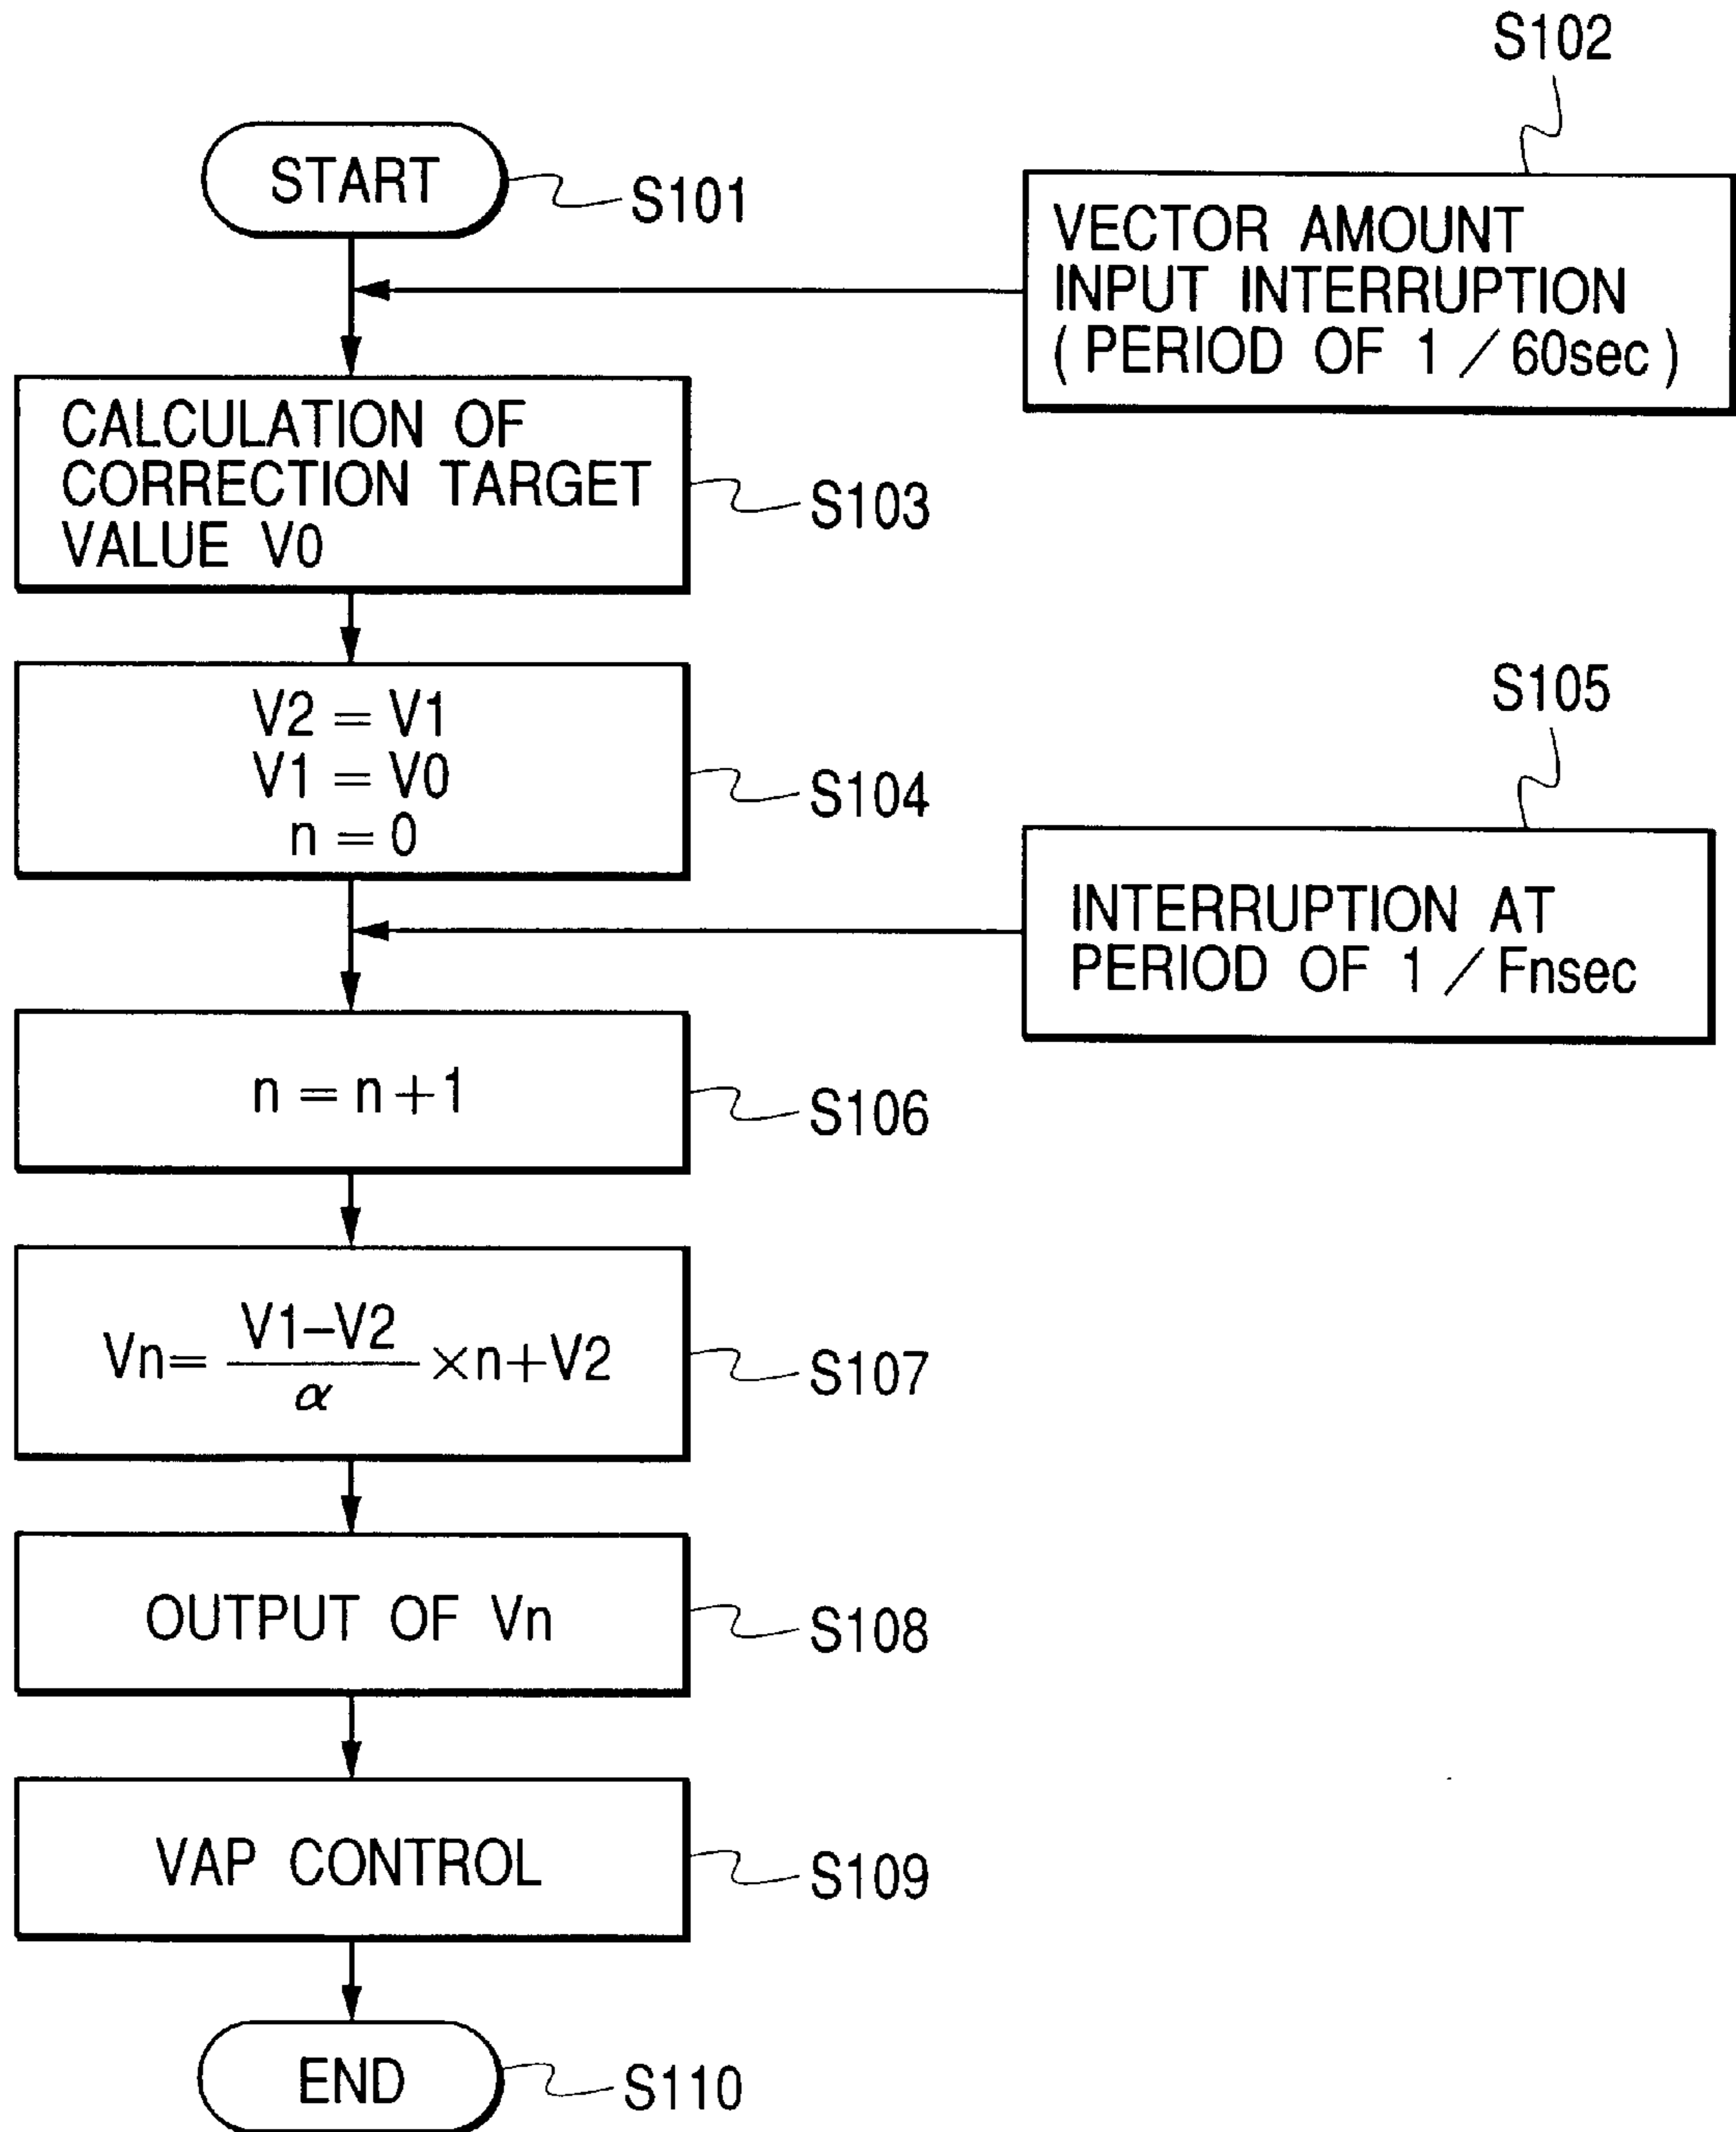 S102
START
S101
VECTOR AMOUNT
INPUT INTERRUPTION
(PERIOD OF 1/60sec)
CALCULATION OF
CORRECTION TARGET
VALUE V0
S103
V2 = V1
V1 = V0
n = 0
S104
S105
INTERRUPTION AT
PERIOD OF 1/Fnsec
n = n+1
S106
Vn= (V1–V2)/α ×n+V2
S107
OUTPUT OF Vn
S108
VAP CONTROL
S109
END
S110